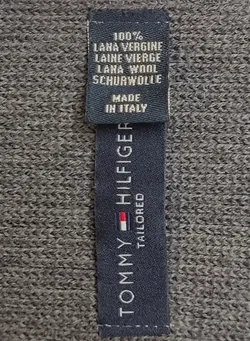 100%
LANA VERGINE
LAINE VIERGE
LANA WOOL
SCHURWOLLE
MADE
IN ITALY
TOMMY HILFIGER
TAILORED